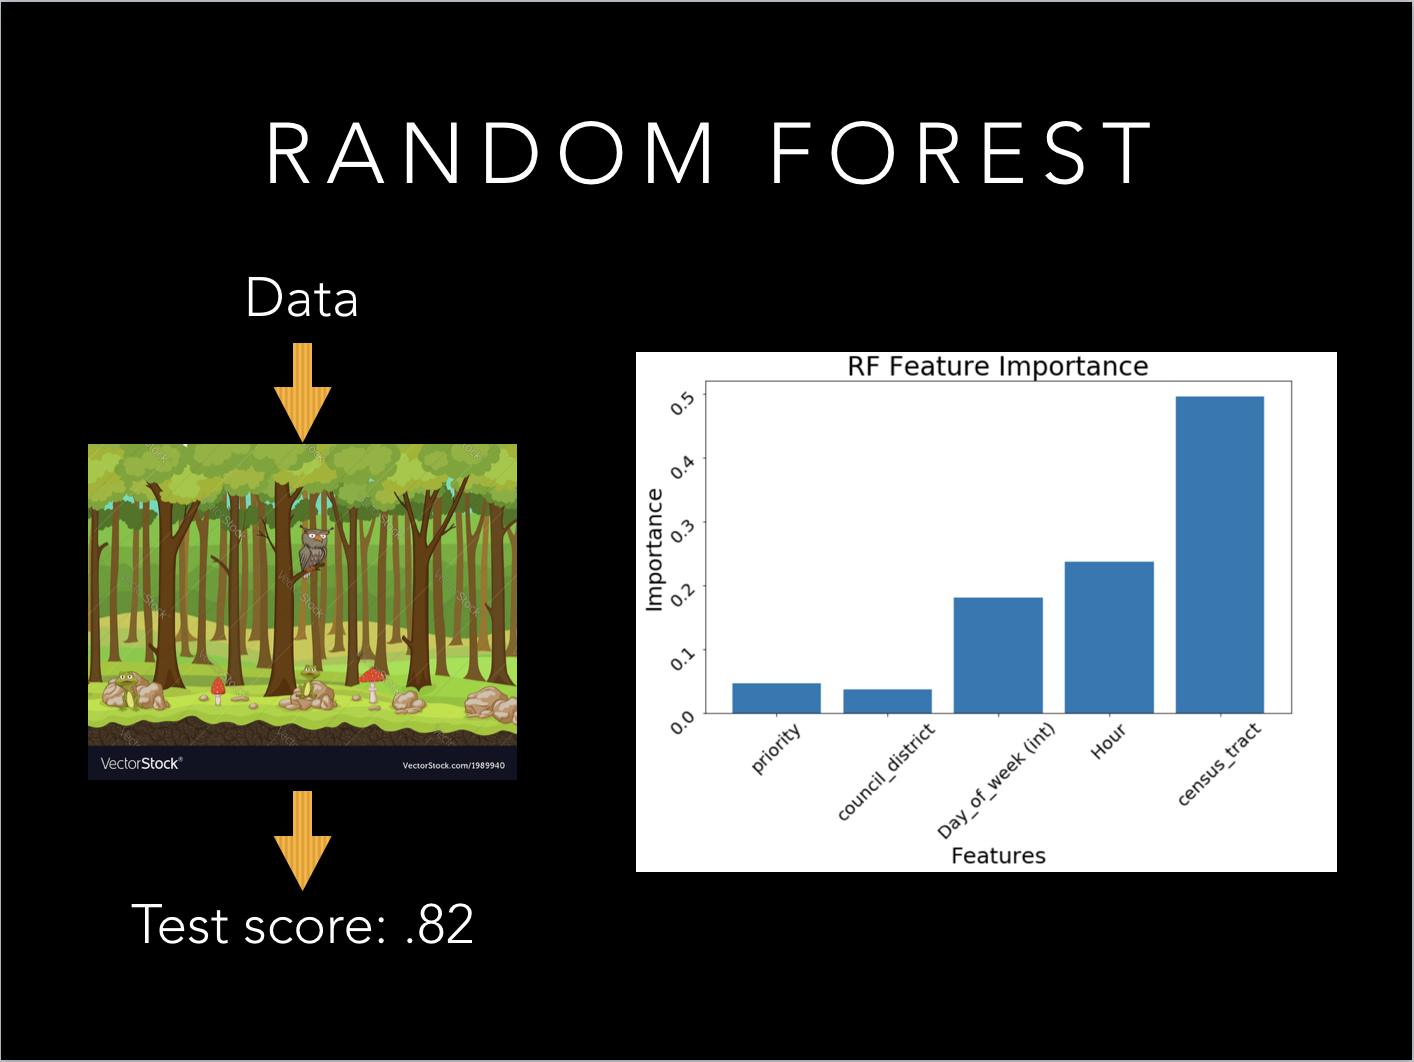 RANDOM FOREST
Data
VectorStock®
VectorStock.com/1989940
Test score: .82
RF Feature Importance
Importance
0.5
0.4
0.3
0.2
0.1
0.0
priority
council_district
Day_of_week (int)
Hour
census_tract
Features